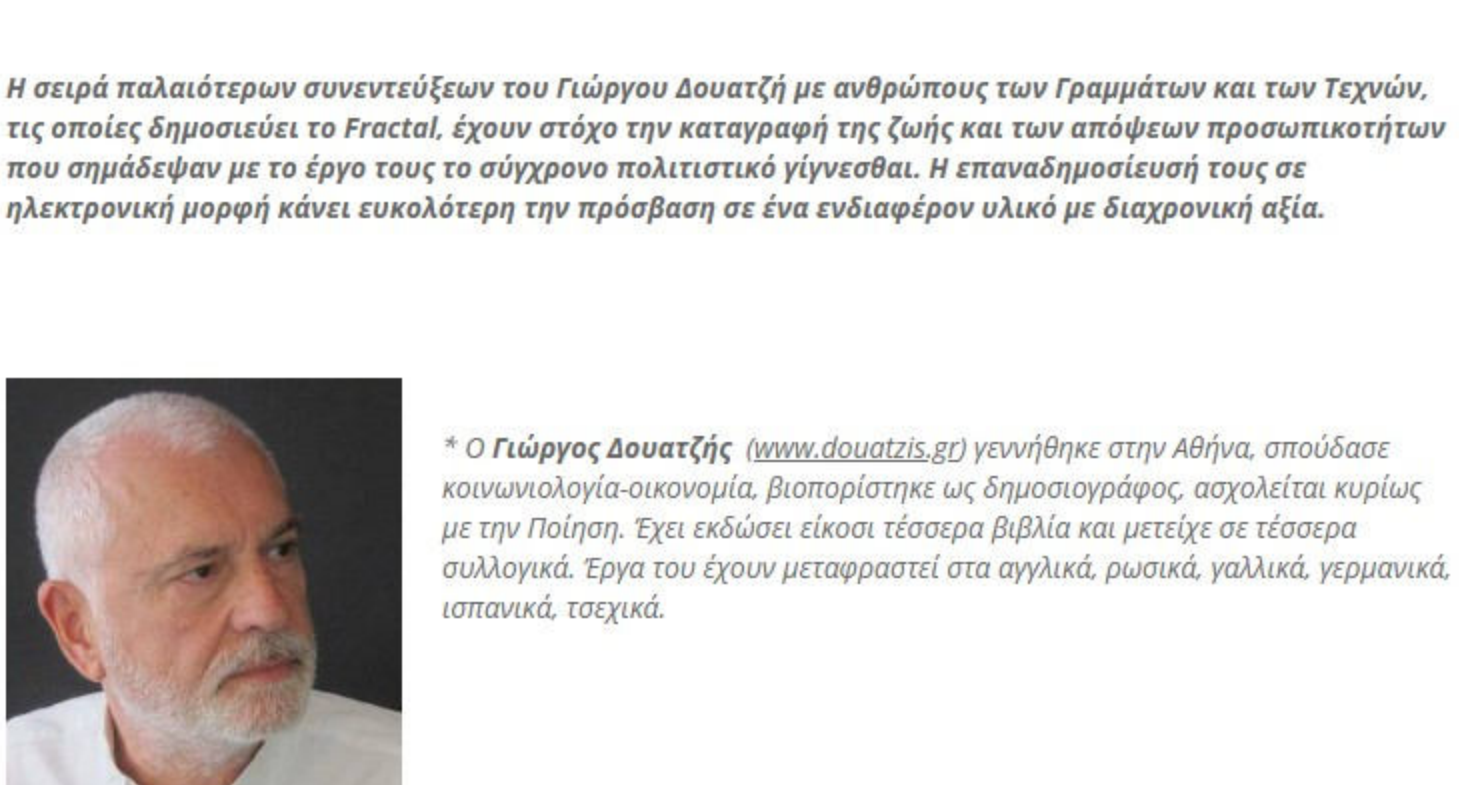 Η σειρά παλαιότερων συνεντεύξεων του Γιώργου Δουατζή με ανθρώπους των Γραμμάτων και των Τεχνών,
τις οποίες δημοσιεύει το Fractal, έχουν στόχο την καταγραφή της ζωής και των απόψεων προσωπικοτήτων
που σημάδεψαν με το έργο τους το σύγχρονο πολιτιστικό γίγνεσθαι. Η επαναδημοσίευσή τους σε
ηλεκτρονική μορφή κάνει ευκολότερη την πρόσβαση σε ένα ενδιαφέρον υλικό με διαχρονική αξία.
* Ο Γιώργος Δουατζής (www.douatzis.gr) γεννήθηκε στην Αθήνα, σπούδασε
κοινωνιολογία-οικονομία, βιοπορίστηκε ως δημοσιογράφος, ασχολείται κυρίως
με την Ποίηση. Έχει εκδώσει είκοσι τέσσερα βιβλία και μετείχε σε τέσσερα
συλλογικά. Έργα του έχουν μεταφραστεί στα αγγλικά, ρωσικά, γαλλικά, γερμανικά,
ισπανικά, τσεχικά.